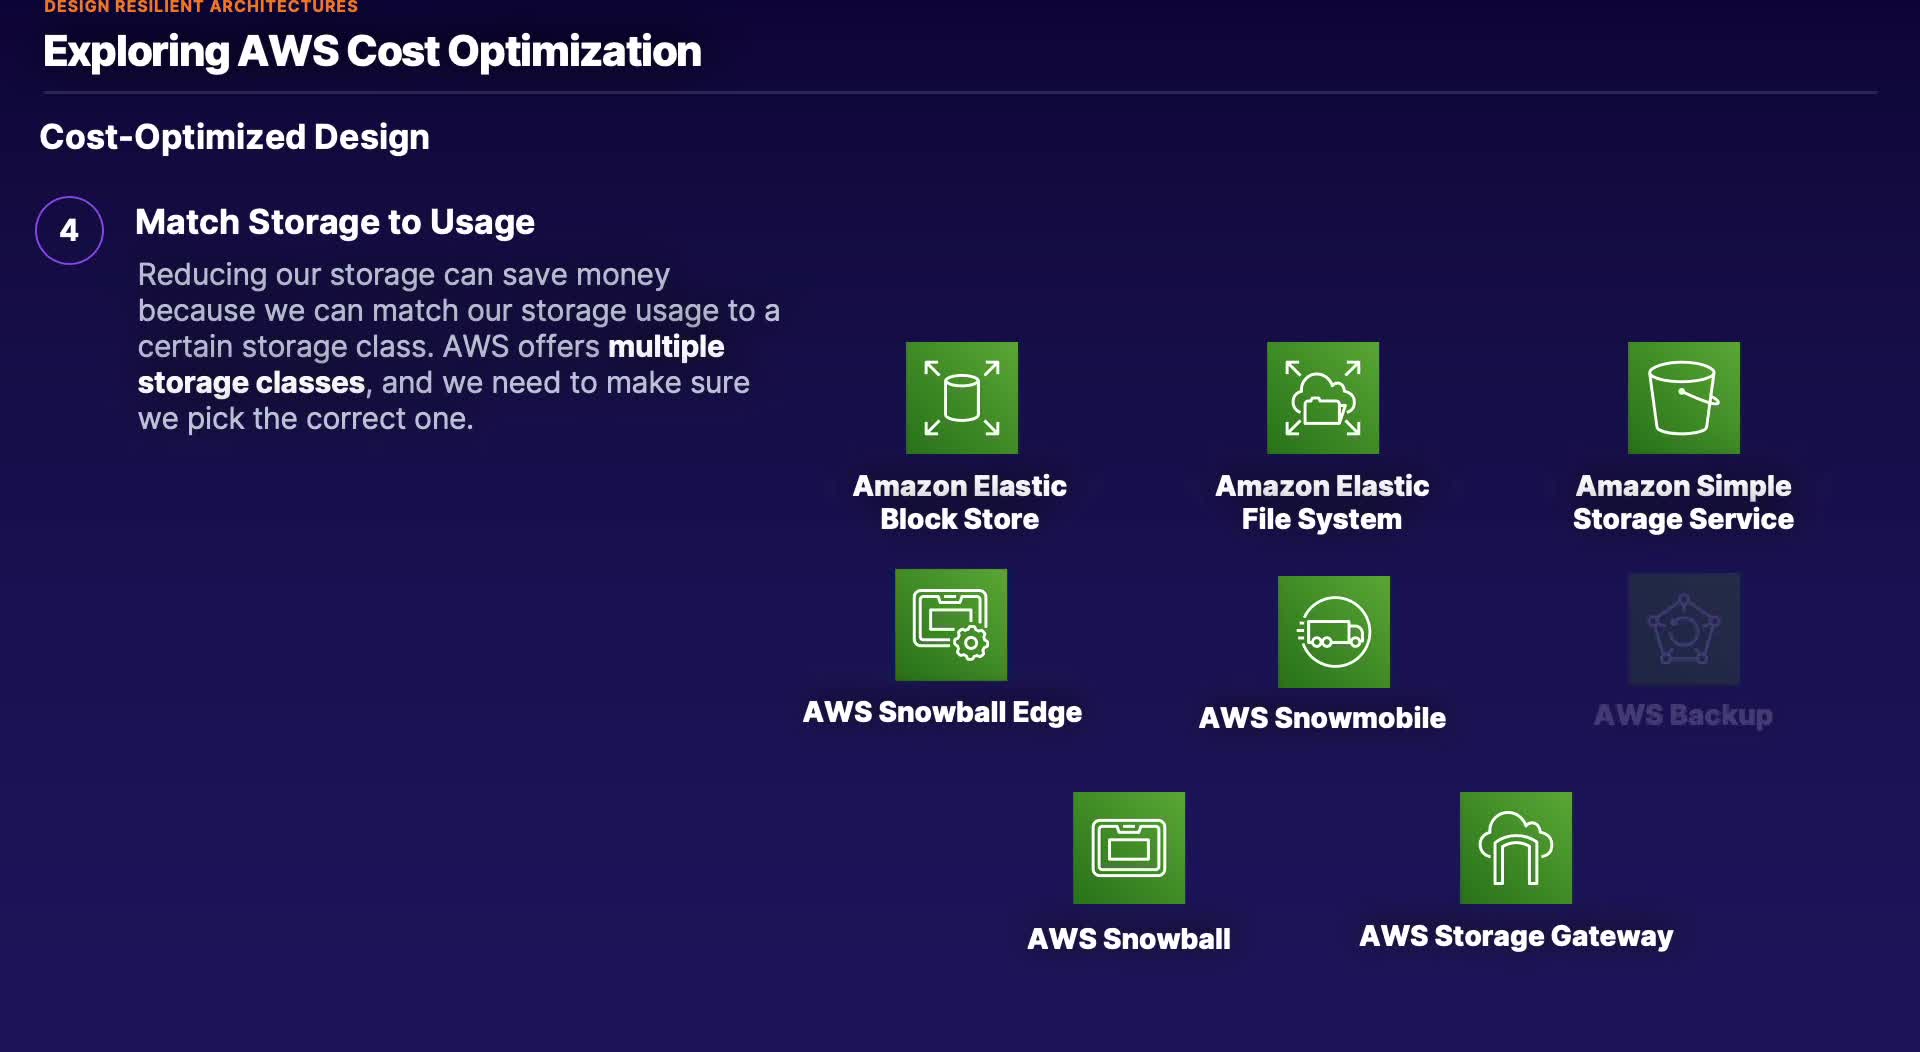 DESIGN RESILIENT ARCHITECTURES
Exploring AWS Cost Optimization
Cost-Optimized Design
4
Match Storage to Usage
Reducing our storage can save money
because we can match our storage usage to a
certain storage class. AWS offers multiple
storage classes, and we need to make sure
we pick the correct one.
Amazon Elastic
Block Store
Amazon Elastic
File System
Amazon Simple
Storage Service
AWS Snowball Edge
AWS Snowmobile
AWS Backup
AWS Snowball
AWS Storage Gateway